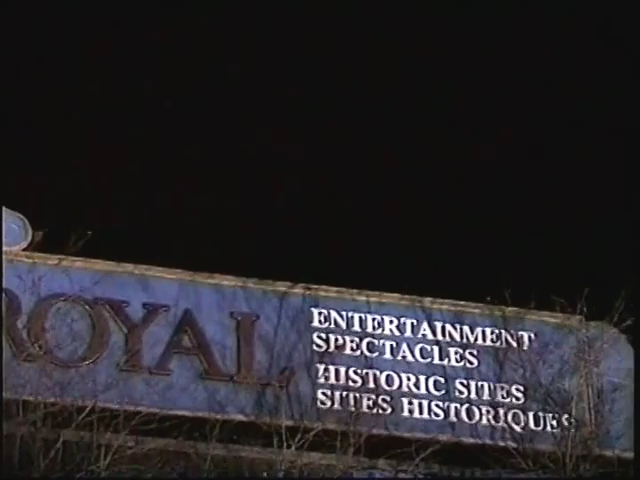 ROYAL
ENTERTAINMENT
SPECTACLES
HISTORIC SITES
SITES HISTORIQUES